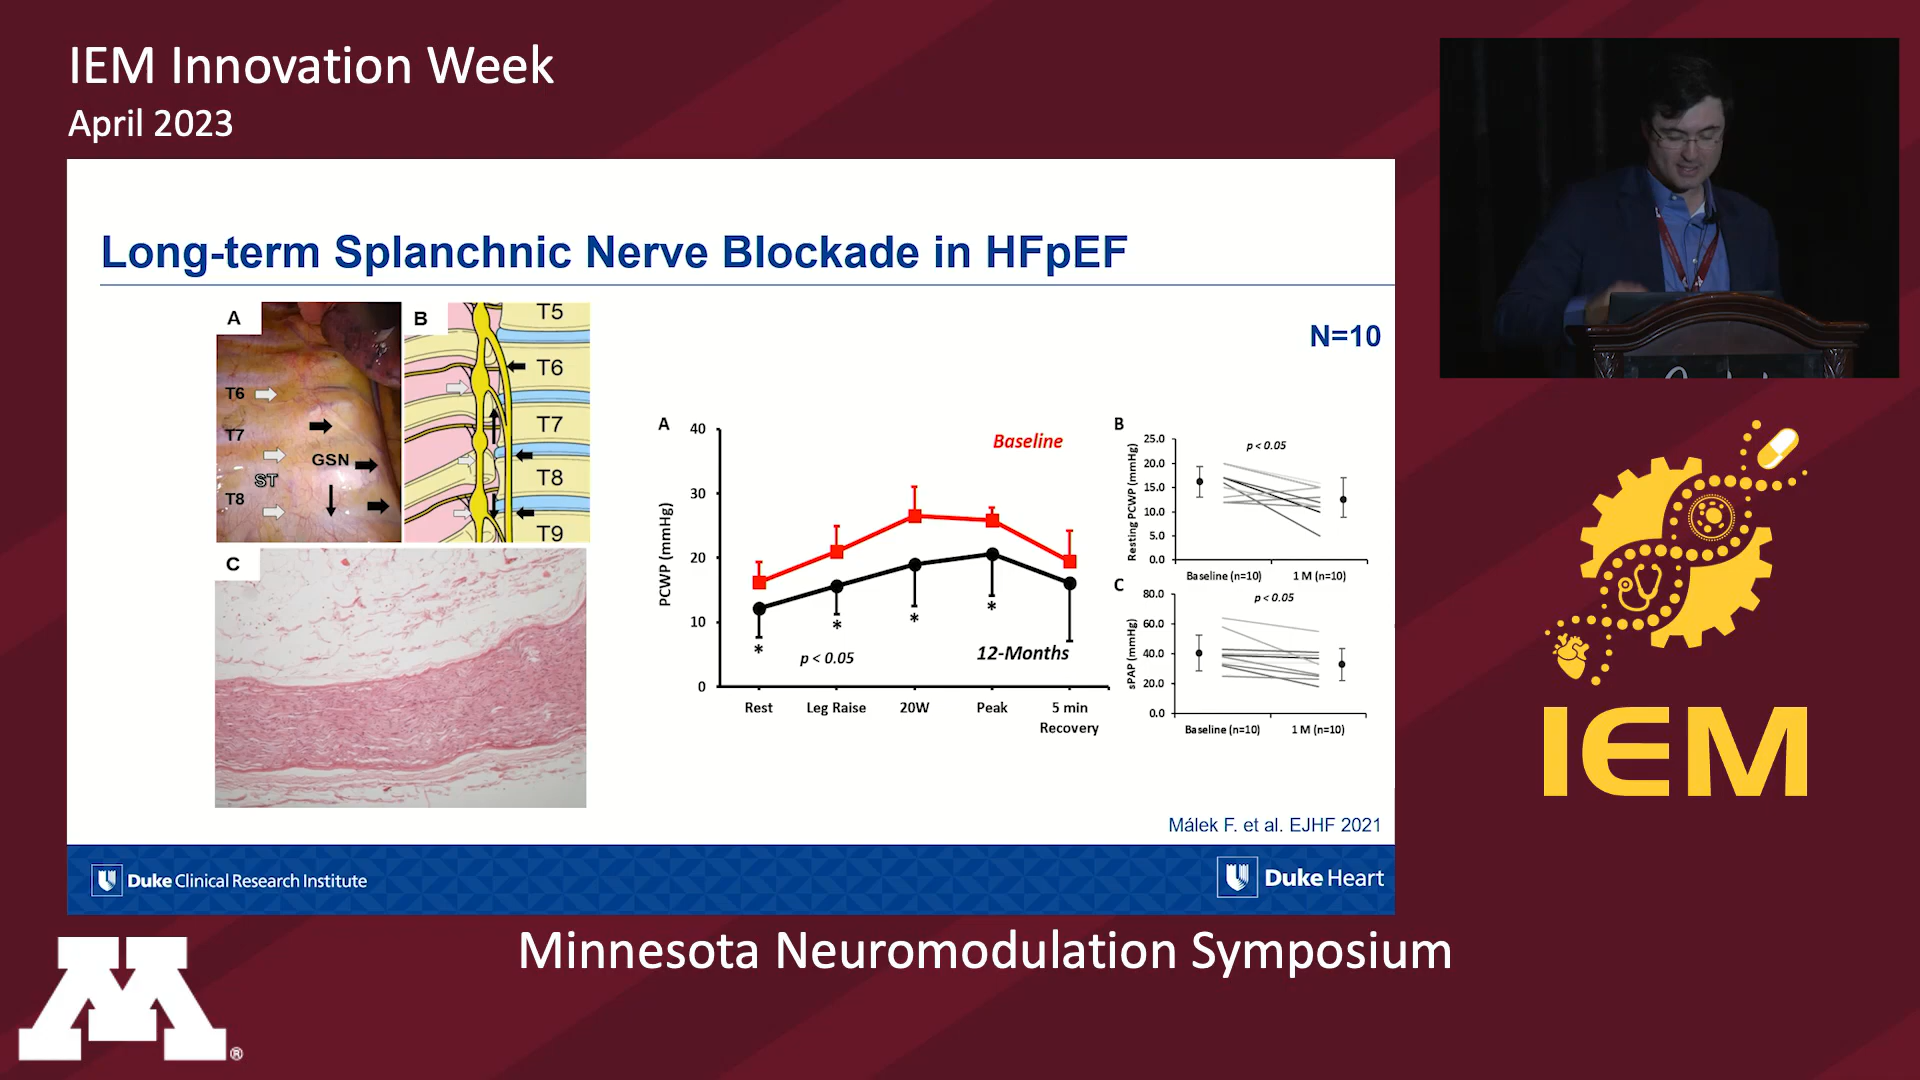 IEM Innovation Week
April 2023
Long-term Splanchnic Nerve Blockade in HFpEF
N=10
A
T6
T7
T8
ST
GSN
B
T5
T6
T7
T8
T9
C
A
PCWP (mmHg)
40
30
20
10
0
Baseline
12-Months
*
*
*
*
p < 0.05
Rest
Leg Raise
20W
Peak
5 min
Recovery
B
Resting PCWP (mmHg)
25.0
20.0
15.0
10.0
5.0
0.0
p < 0.05
Baseline (n=10)
1 M (n=10)
C
sPAP (mmHg)
80.0
60.0
40.0
20.0
0.0
p < 0.05
Baseline (n=10)
1 M (n=10)
Málek F. et al. EJHF 2021
Duke Clinical Research Institute
Duke Heart
IEM
M®
Minnesota Neuromodulation Symposium